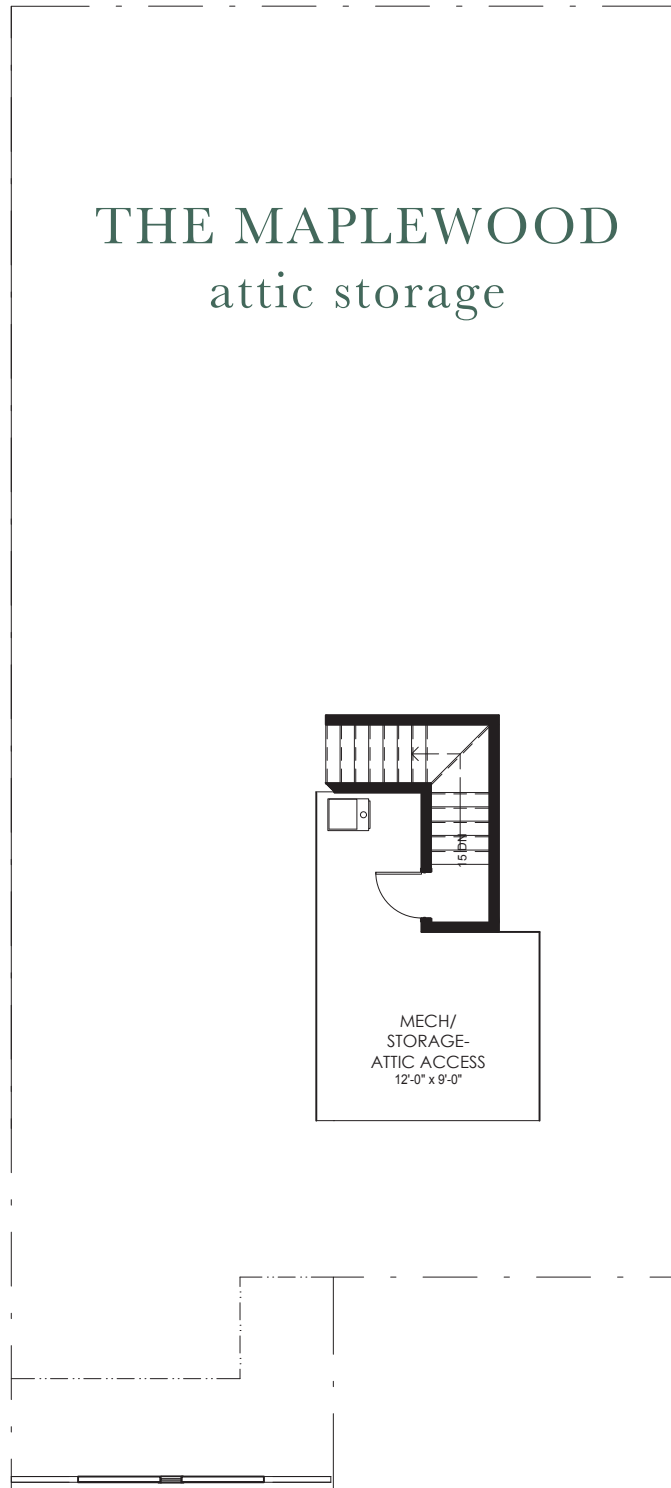 THE MAPLEWOOD
attic storage
15 DN
MECH/
STORAGE-
ATTIC ACCESS
12'-0" x 9'-0"